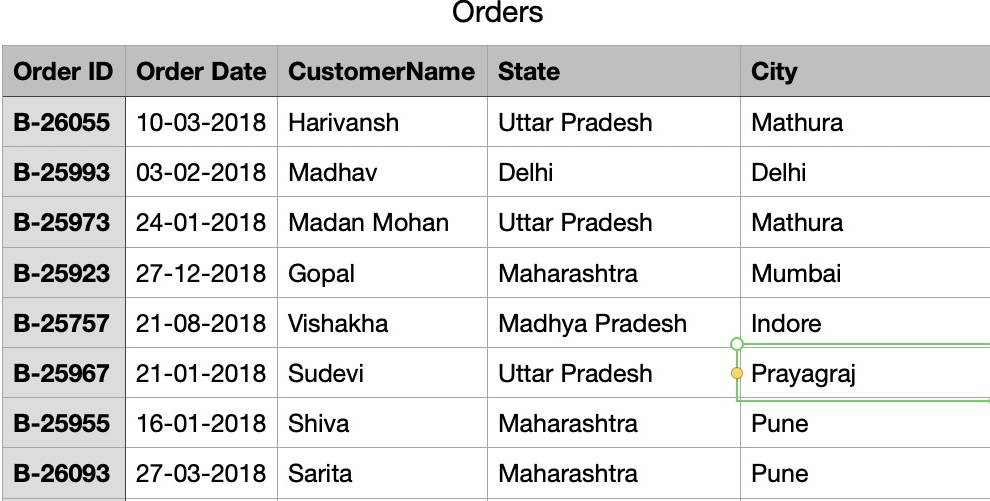 Orders
Order ID Order Date CustomerName State City
B-26055 10-03-2018 Harivansh Uttar Pradesh Mathura
B-25993 03-02-2018 Madhav Delhi Delhi
B-25973 24-01-2018 Madan Mohan Uttar Pradesh Mathura
B-25923 27-12-2018 Gopal Maharashtra Mumbai
B-25757 21-08-2018 Vishakha Madhya Pradesh Indore
B-25967 21-01-2018 Sudevi Uttar Pradesh Prayagraj
B-25955 16-01-2018 Shiva Maharashtra Pune
B-26093 27-03-2018 Sarita Maharashtra Pune